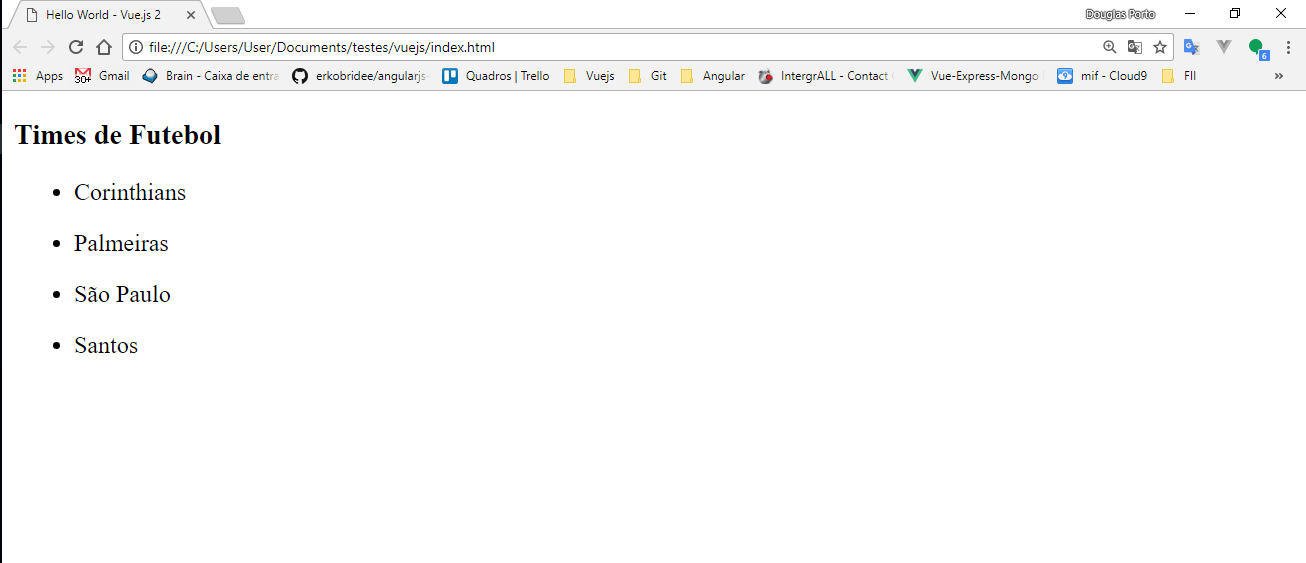 Hello World - Vue.js 2
Douglas Porto
file:///C:/Users/User/Documents/testes/vuejs/index.html
Apps
30+
Gmail
Brain - Caixa de entra
erkobridee/angularjs-
Quadros | Trello
Vuejs
Git
Angular
IntergrALL - Contact
Vue-Express-Mongo
mif - Cloud9
FII
»
6
Times de Futebol
• Corinthians
• Palmeiras
• São Paulo
• Santos